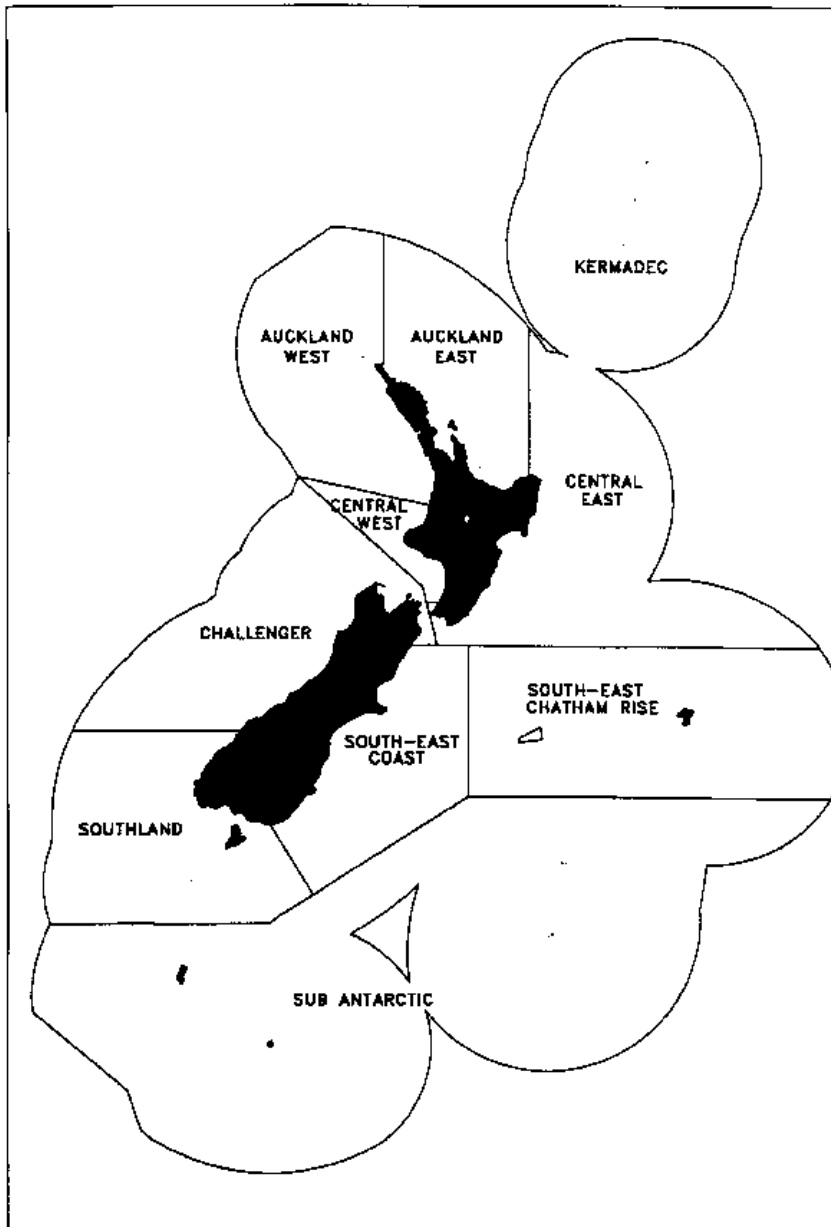 KERMADEC
AUCKLAND
WEST
AUCKLAND
EAST
CENTRAL
EAST
CENTRAL
WEST
CHALLENGER
SOUTH-EAST
CHATHAM RISE
SOUTH-EAST
COAST
SOUTHLAND
SUB ANTARCTIC